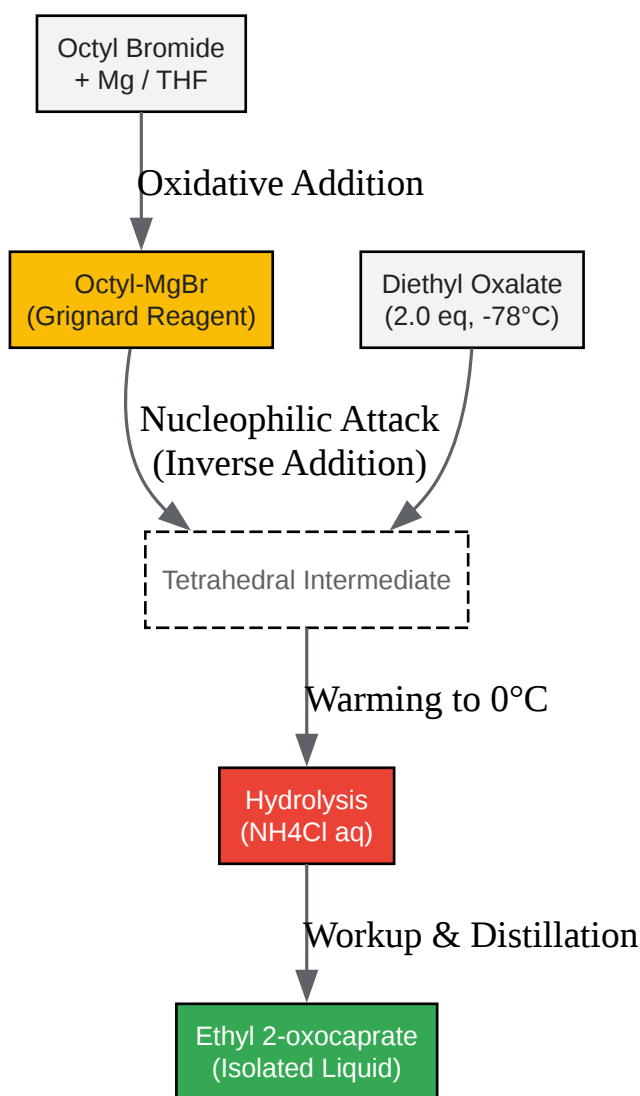 Octyl Bromide
+ Mg / THF
Oxidative Addition
Octyl-MgBr
(Grignard Reagent)
Diethyl Oxalate
(2.0 eq, -78°C)
Nucleophilic Attack
(Inverse Addition)
Tetrahedral Intermediate
Warming to 0°C
Hydrolysis
(NH4Cl aq)
Workup & Distillation
Ethyl 2-oxocaprate
(Isolated Liquid)